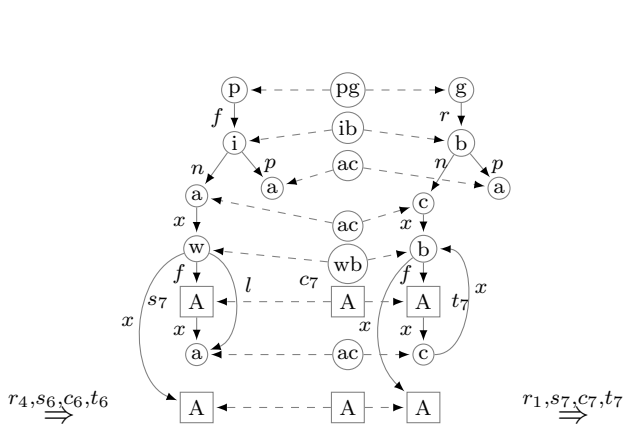 p pg g
f r
i ib b
n p ac n p
a a c a
x ac x
w wb b
f s₇ l c₇ f t₇ x
x A A A
x x x
a ac c
A A A
r₄,s₆,c₆,t₆ r₁,s₇,c₇,t₇
⇒ ⇒